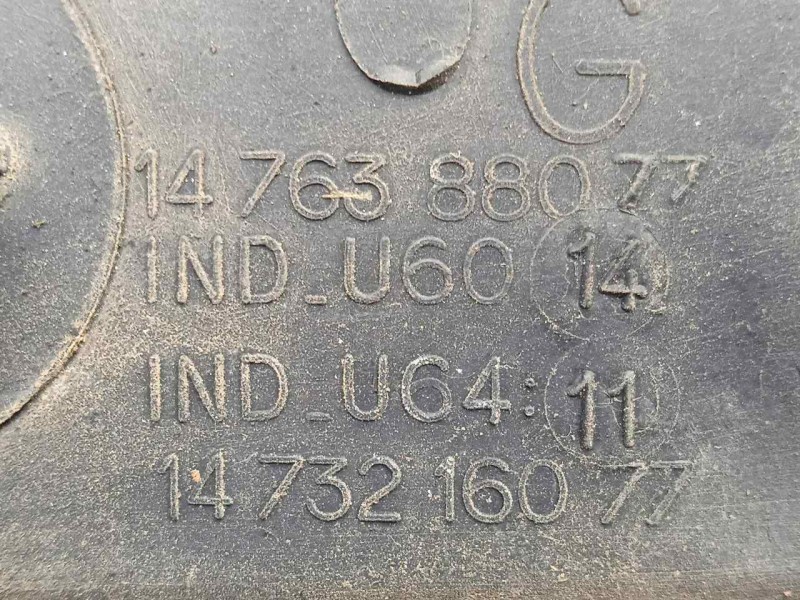 G
14 763 880 77
IND_U60 14
IND_U64: 11
14 732 160 77